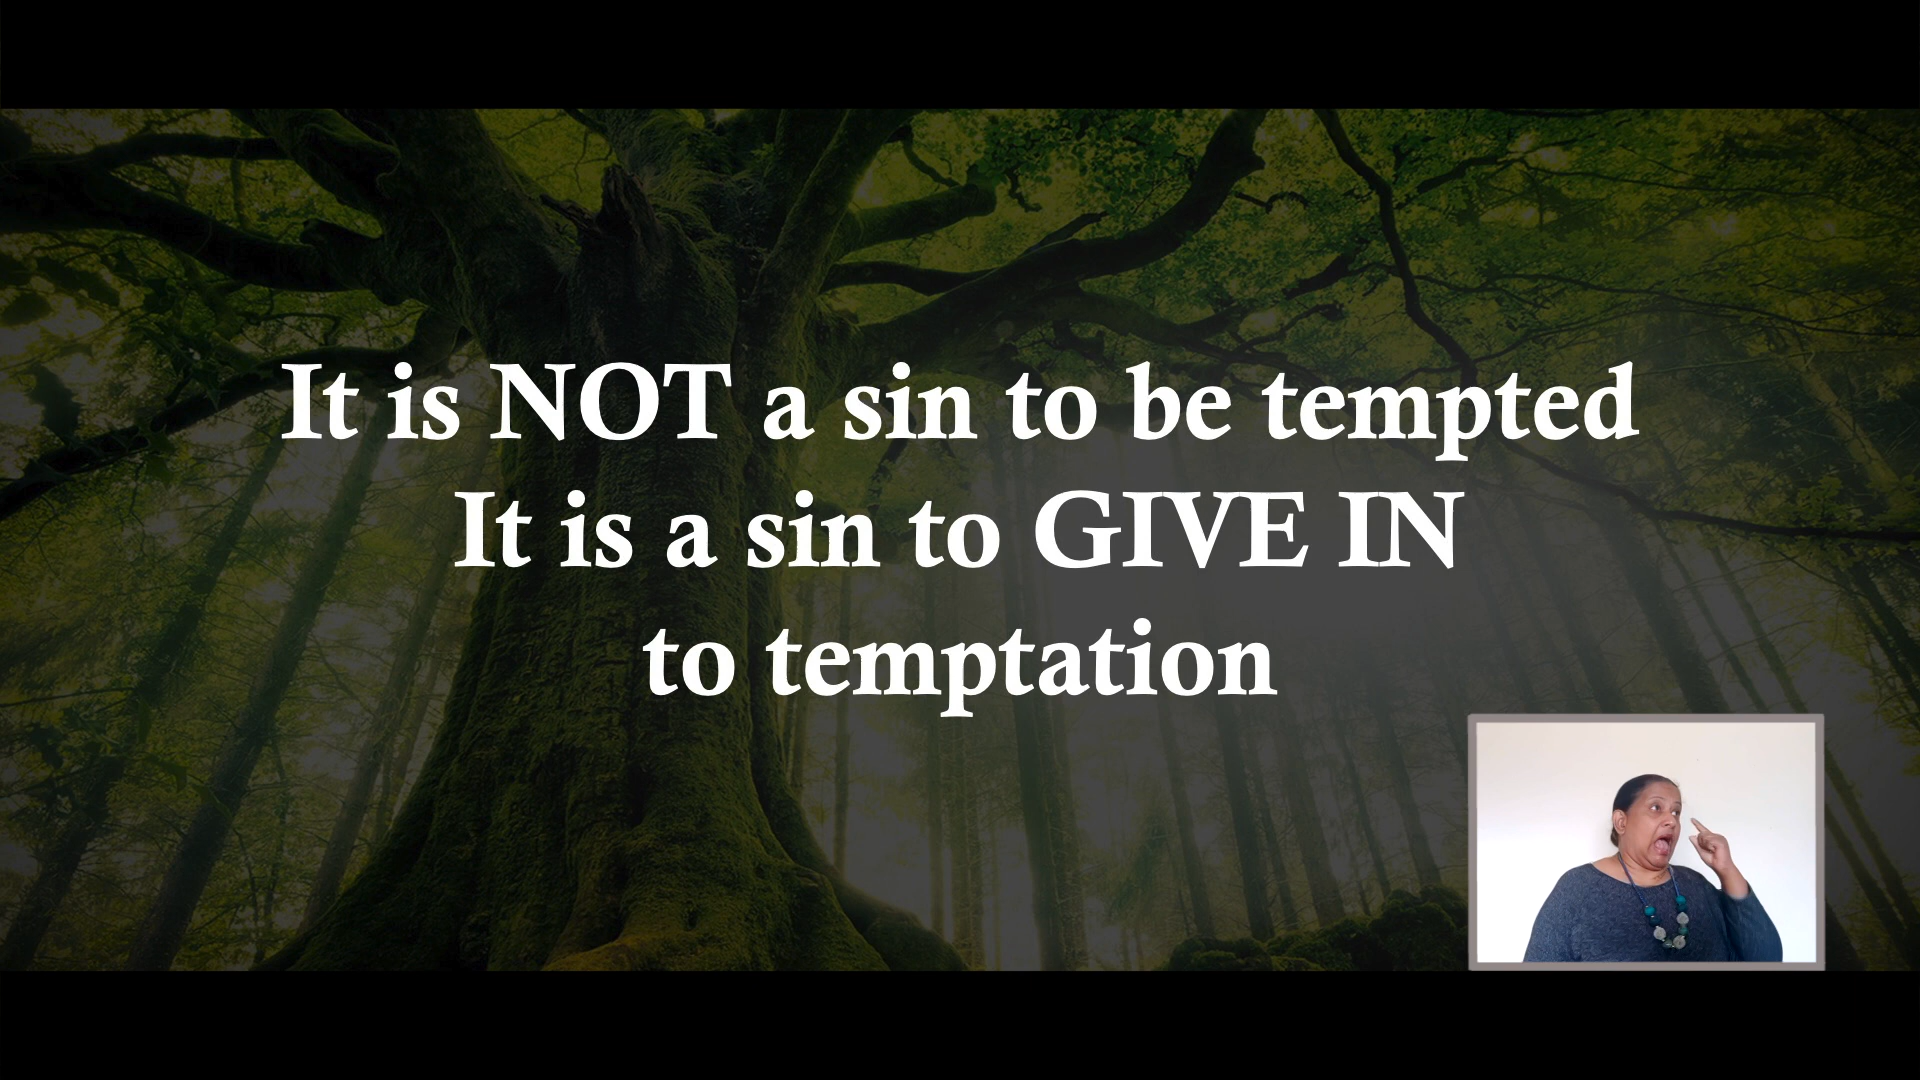 It is NOT a sin to be tempted
It is a sin to GIVE IN
to temptation